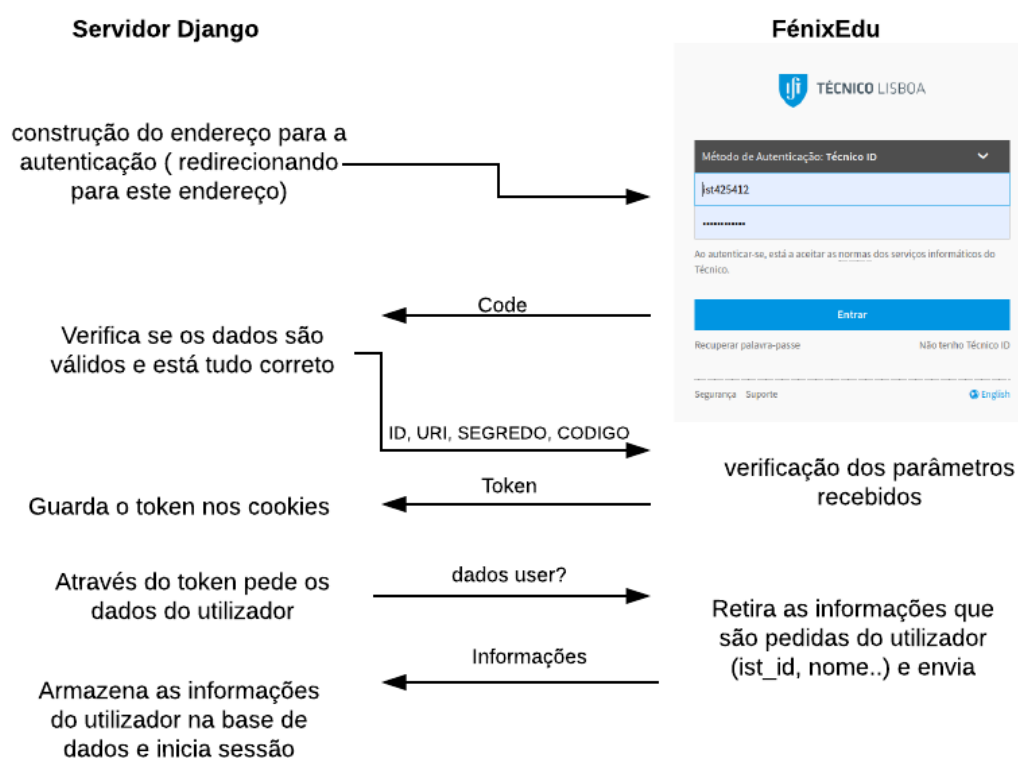 Servidor Django
FénixEdu
TÉCNICO LISBOA
construção do endereço para a
autenticação ( redirecionando
para este endereço)
Método de Autenticação: Técnico ID
ist425412
Ao autenticar-se, está a aceitar as normas dos serviços informáticos do
Técnico.
Entrar
Recuperar palavra-passe
Não tenho Técnico ID
Segurança Suporte
English
Code
Verifica se os dados são
válidos e está tudo correto
ID, URI, SEGREDO, CODIGO
verificação dos parâmetros
recebidos
Token
Guarda o token nos cookies
Através do token pede os
dados do utilizador
dados user?
Retira as informações que
são pedidas do utilizador
(ist_id, nome..) e envia
Informações
Armazena as informações
do utilizador na base de
dados e inicia sessão